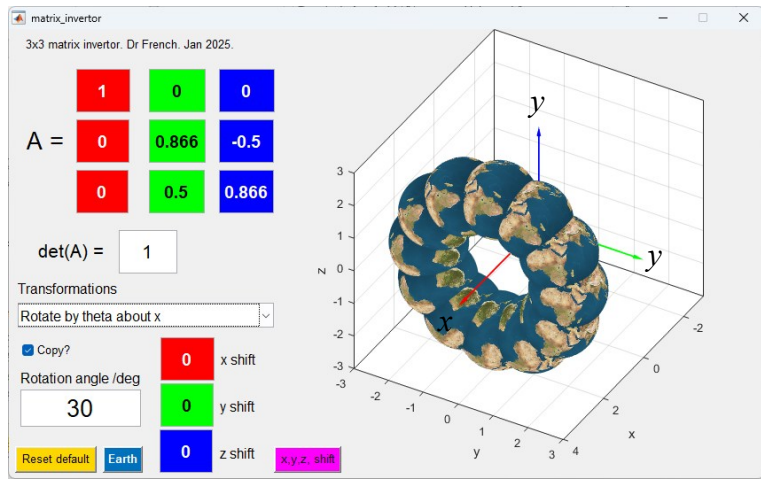 matrix_invertor
3x3 matrix invertor. Dr French. Jan 2025.
A =
1 0 0
0 0.866 -0.5
0 0.5 0.866
det(A) = 1
Transformations
Rotate by theta about x
Copy?
Rotation angle /deg
30
0 x shift
0 y shift
0 z shift
Reset default
Earth
x,y,z, shift
y
y
x
z
3
2
1
0
-1
-2
-3
-3
-2
-1
0
1
2
3
y
4
2
0
-2
x